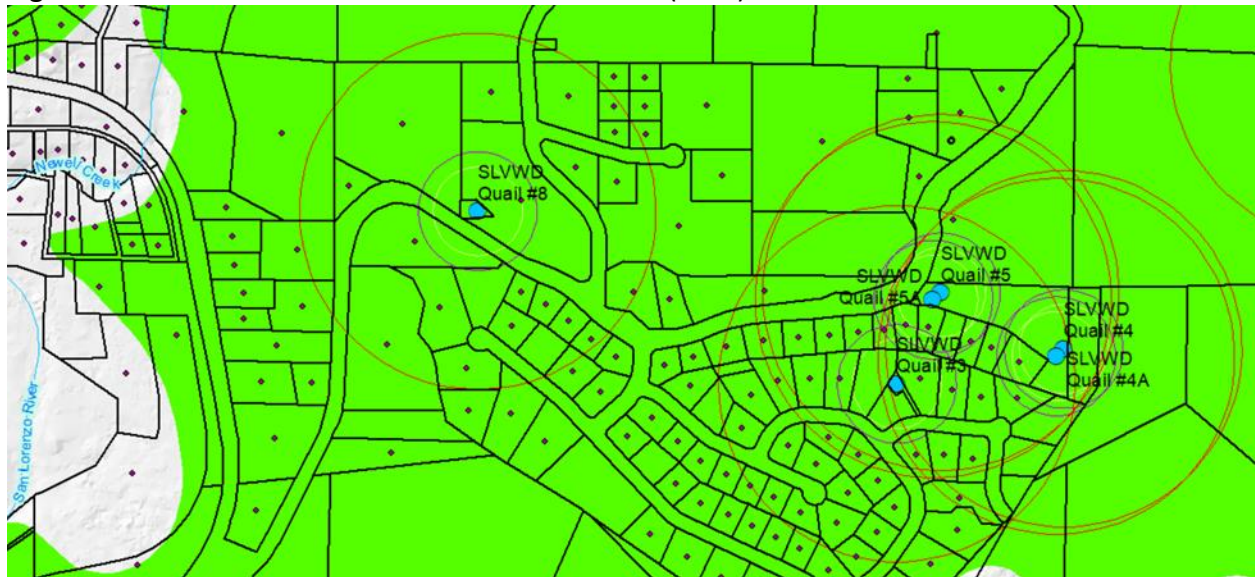 SLVWD
Quail #8
Newell Creek
San Lorenzo River
SLVWD
Quail #5
SLVWD
Quail #5A
SLVWD
Quail #4
SLVWD
Quail #3
SLVWD
Quail #4A